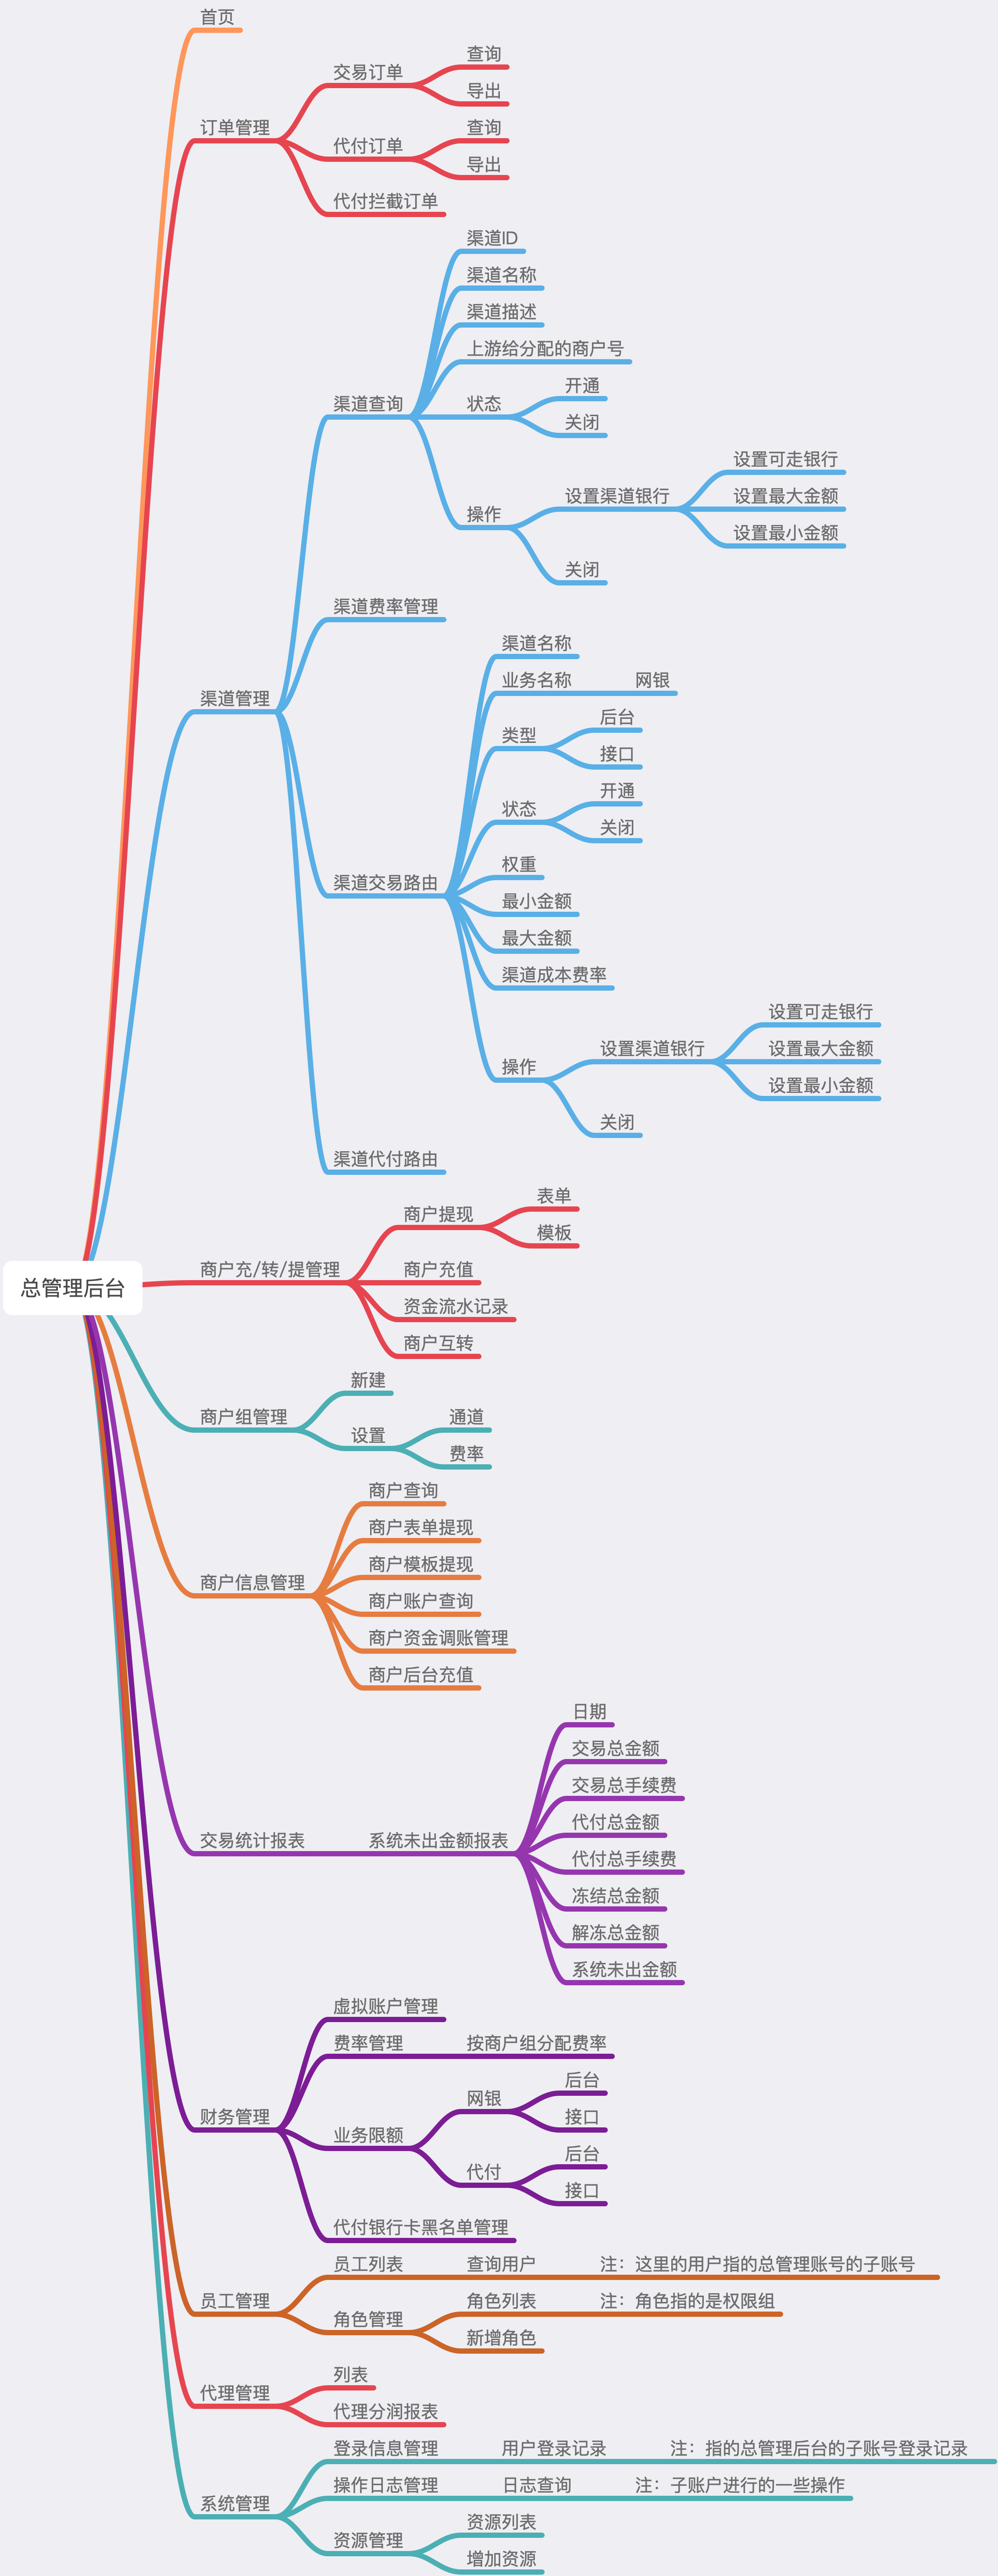 首页
订单管理
交易订单
查询
导出
代付订单
查询
导出
代付拦截订单
渠道管理
渠道查询
渠道ID
渠道名称
渠道描述
上游给分配的商户号
状态
开通
关闭
操作
设置渠道银行
设置可走银行
设置最大金额
设置最小金额
关闭
渠道费率管理
渠道交易路由
渠道名称
业务名称
网银
类型
后台
接口
状态
开通
关闭
权重
最小金额
最大金额
渠道成本费率
操作
设置渠道银行
设置可走银行
设置最大金额
设置最小金额
关闭
渠道代付路由
总管理后台
商户充/转/提管理
商户提现
表单
模板
商户充值
资金流水记录
商户互转
商户组管理
新建
设置
通道
费率
商户信息管理
商户查询
商户表单提现
商户模板提现
商户账户查询
商户资金调账管理
商户后台充值
交易统计报表
系统未出金额报表
日期
交易总金额
交易总手续费
代付总金额
代付总手续费
冻结总金额
解冻总金额
系统未出金额
财务管理
虚拟账户管理
费率管理
按商户组分配费率
业务限额
网银
后台
接口
代付
后台
接口
代付银行卡黑名单管理
员工管理
员工列表
查询用户
注：这里的用户指的总管理账号的子账号
角色管理
角色列表
注：角色指的是权限组
新增角色
代理管理
列表
代理分润报表
系统管理
登录信息管理
用户登录记录
注：指的总管理后台的子账号登录记录
操作日志管理
日志查询
注：子账户进行的一些操作
资源管理
资源列表
增加资源